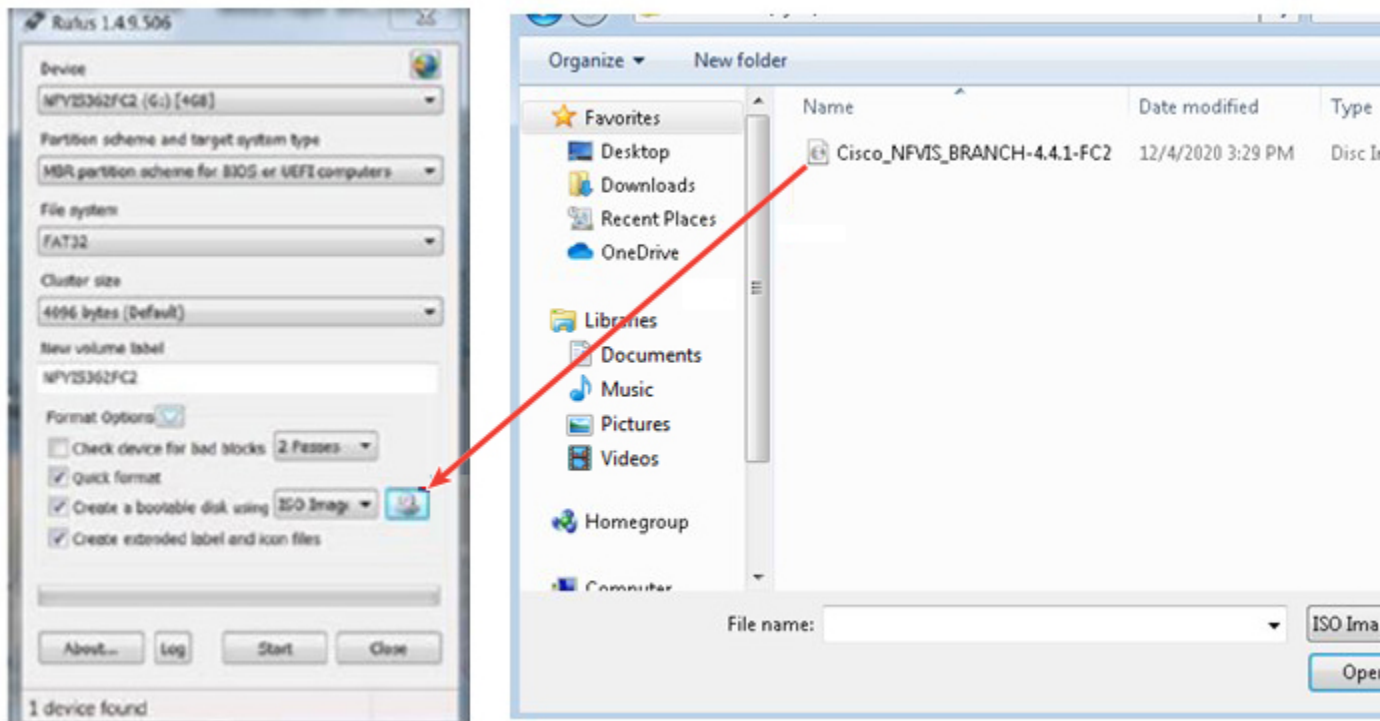 Rufus 1.4.9.506
Device
NFVIS362FC2 (G:) [4GB]
Partition scheme and target system type
MBR partition scheme for BIOS or UEFI computers
File system
FAT32
Cluster size
4096 bytes (Default)
New volume label
NFVIS362FC2
Format Options
Check device for bad blocks 2 Passes
Quick format
Create a bootable disk using ISO Imag
Create extended label and icon files
About... Log Start Close
1 device found
Organize New folder
Name Date modified Type
Favorites
Desktop
Downloads
Recent Places
OneDrive
Libraries
Documents
Music
Pictures
Videos
Homegroup
Computer
Cisco_NFVIS_BRANCH-4.4.1-FC2 12/4/2020 3:29 PM Disc I
File name:
ISO Ima
Ope